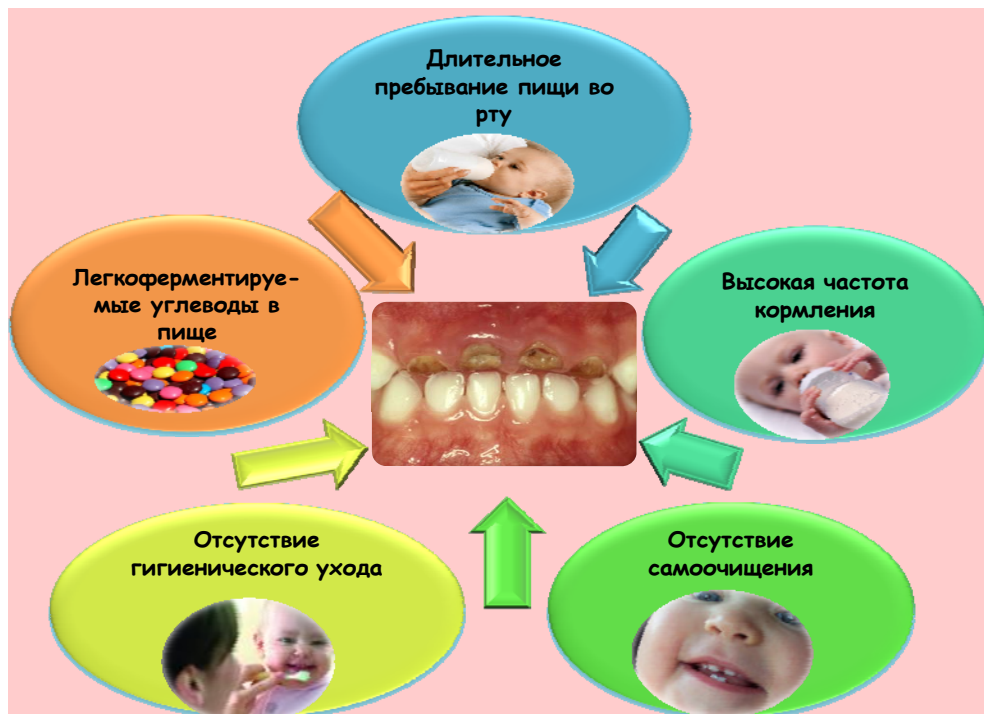 Длительное
пребывание пищи во
рту
Легкоферментируе-
мые углеводы в
пище
Высокая частота
кормления
Отсутствие
гигиенического ухода
Отсутствие
самоочищения